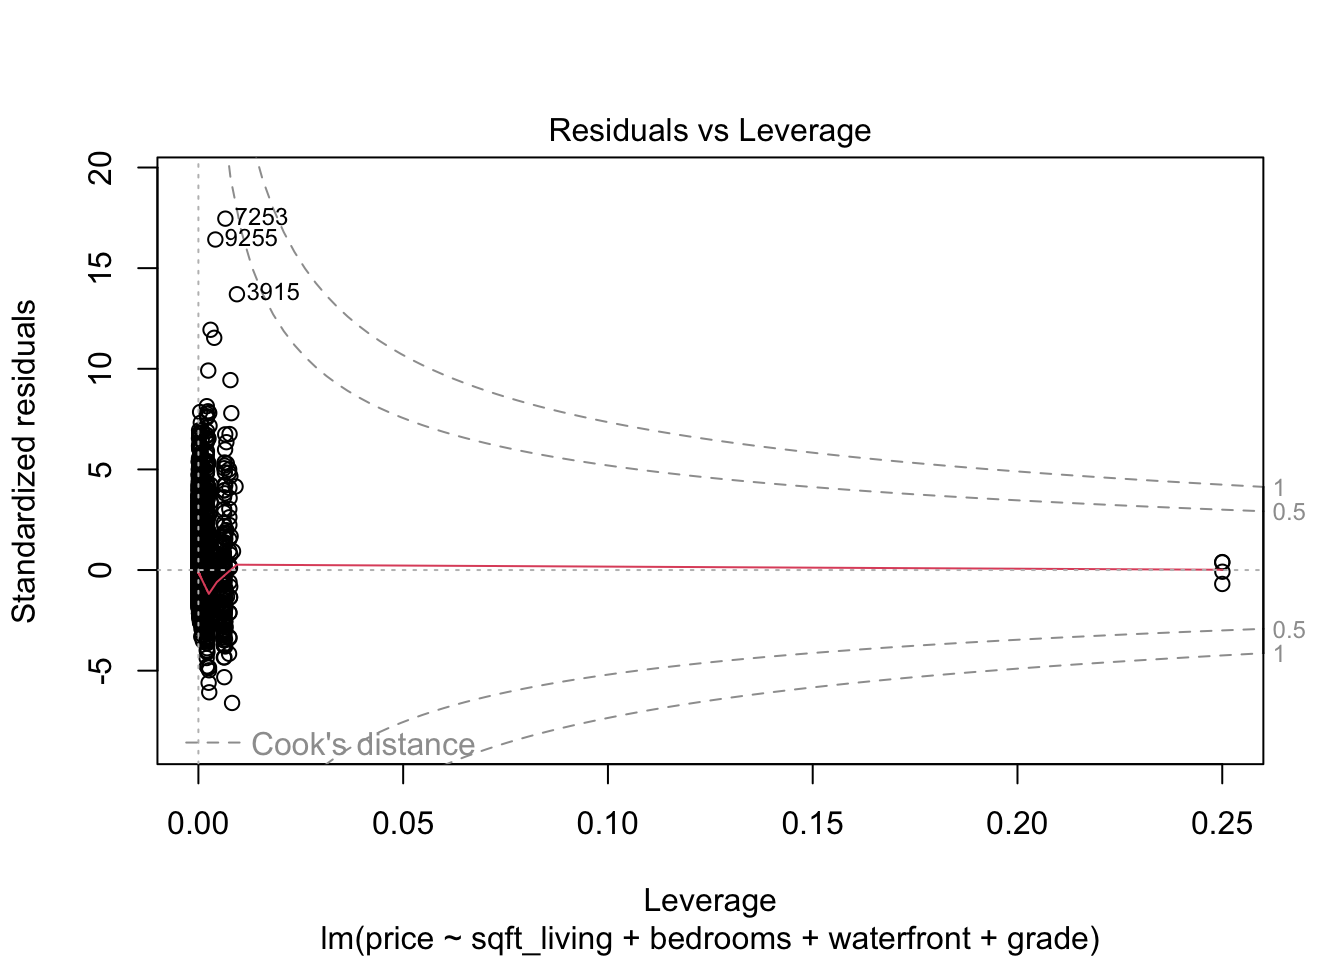 Residuals vs Leverage
Standardized residuals
20
15
10
5
0
-5
7253
9255
3915
1
0.5
0.5
1
Cook's distance
0.00 0.05 0.10 0.15 0.20 0.25
Leverage
lm(price ~ sqft_living + bedrooms + waterfront + grade)